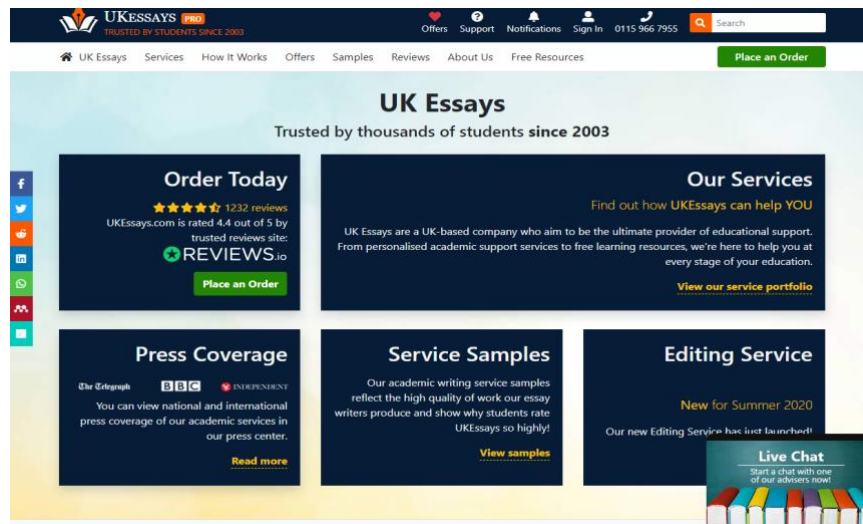 UKESSAYS PRO
TRUSTED BY STUDENTS SINCE 2003
Offers
Support
Notifications
Sign In
0115 966 7955
Search
UK Essays
Services
How It Works
Offers
Samples
Reviews
About Us
Free Resources
Place an Order
UK Essays
Trusted by thousands of students since 2003
Order Today
1232 reviews
UKEssays.com is rated 4.4 out of 5 by
trusted reviews site:
REVIEWS.io
Place an Order
Our Services
Find out how UKEssays can help YOU
UK Essays are a UK-based company who aim to be the ultimate provider of educational support.
From personalised academic support services to free learning resources, we're here to help you at
every stage of your education.
View our service portfolio
Press Coverage
The Telegraph
BBC
INDEPENDENT
You can view national and international
press coverage of our academic services in
our press center.
Read more
Service Samples
Our academic writing service samples
reflect the high quality of work our essay
writers produce and show why students rate
UKEssays so highly!
View samples
Editing Service
New for Summer 2020
Our new Editing Service has just launched!
Live Chat
Start a chat with one
of our advisers now!